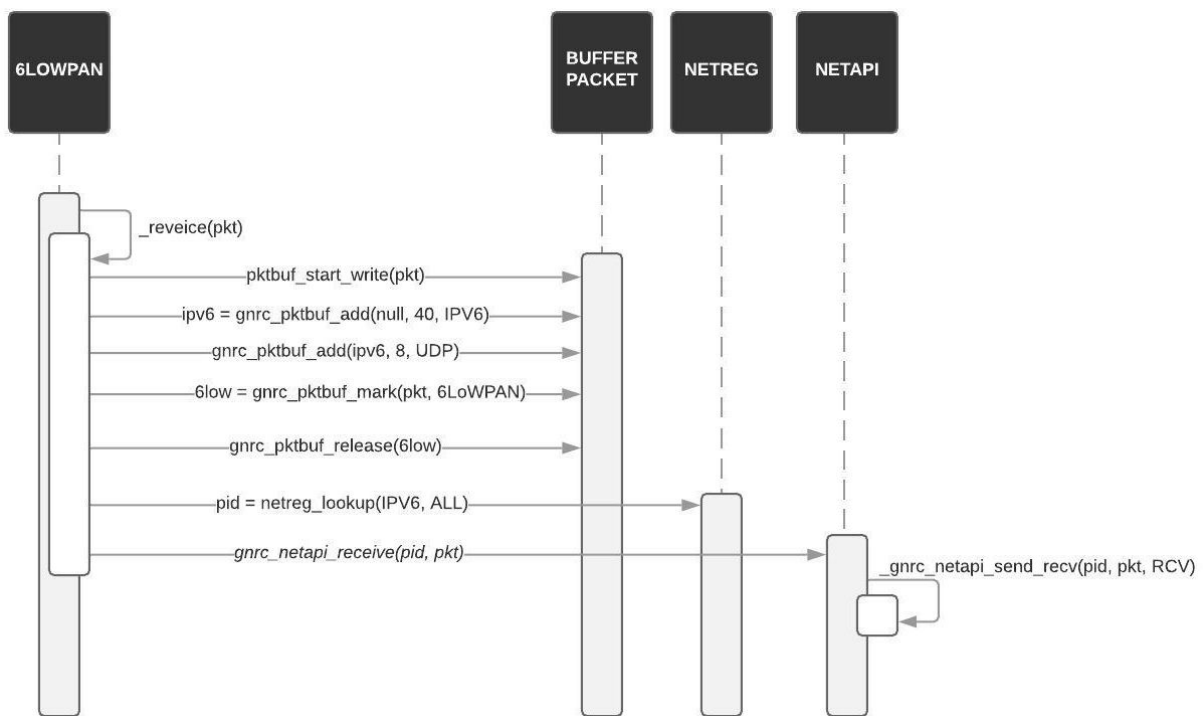 6LOWPAN
BUFFER
PACKET
NETREG
NETAPI
_reveice(pkt)
pktbuf_start_write(pkt)
ipv6 = gnrc_pktbuf_add(null, 40, IPV6)
gnrc_pktbuf_add(ipv6, 8, UDP)
6low = gnrc_pktbuf_mark(pkt, 6LoWPAN)
gnrc_pktbuf_release(6low)
pid = netreg_lookup(IPV6, ALL)
gnrc_netapi_receive(pid, pkt)
_gnrc_netapi_send_recv(pid, pkt, RCV)